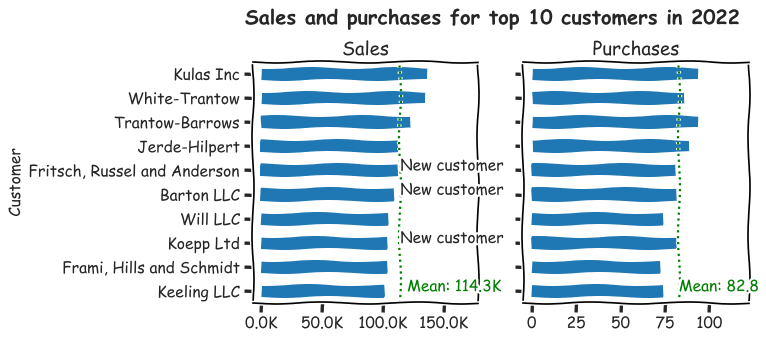 Sales and purchases for top 10 customers in 2022
Sales
Purchases
Customer
Kulas Inc
White-Trantow
Trantow-Barrows
Jerde-Hilpert
Fritsch, Russel and Anderson
New customer
Barton LLC
New customer
Will LLC
Koepp Ltd
New customer
Frami, Hills and Schmidt
Keeling LLC
Mean: 114.3K
Mean: 82.8
0.0K 50.0K 100.0K 150.0K
0 25 50 75 100